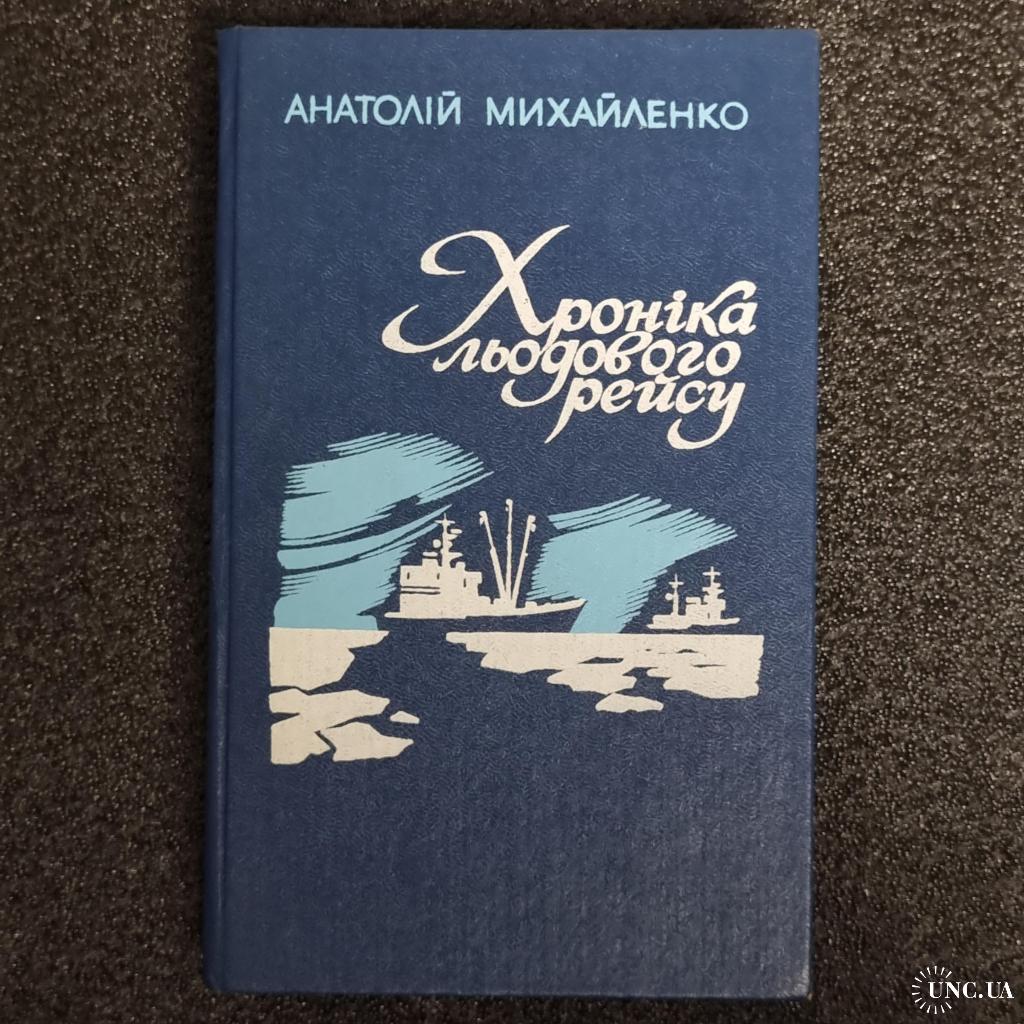 АНАТОЛІЙ МИХАЙЛЕНКО
Хроніка
льодового
рейсу
UNC.UA